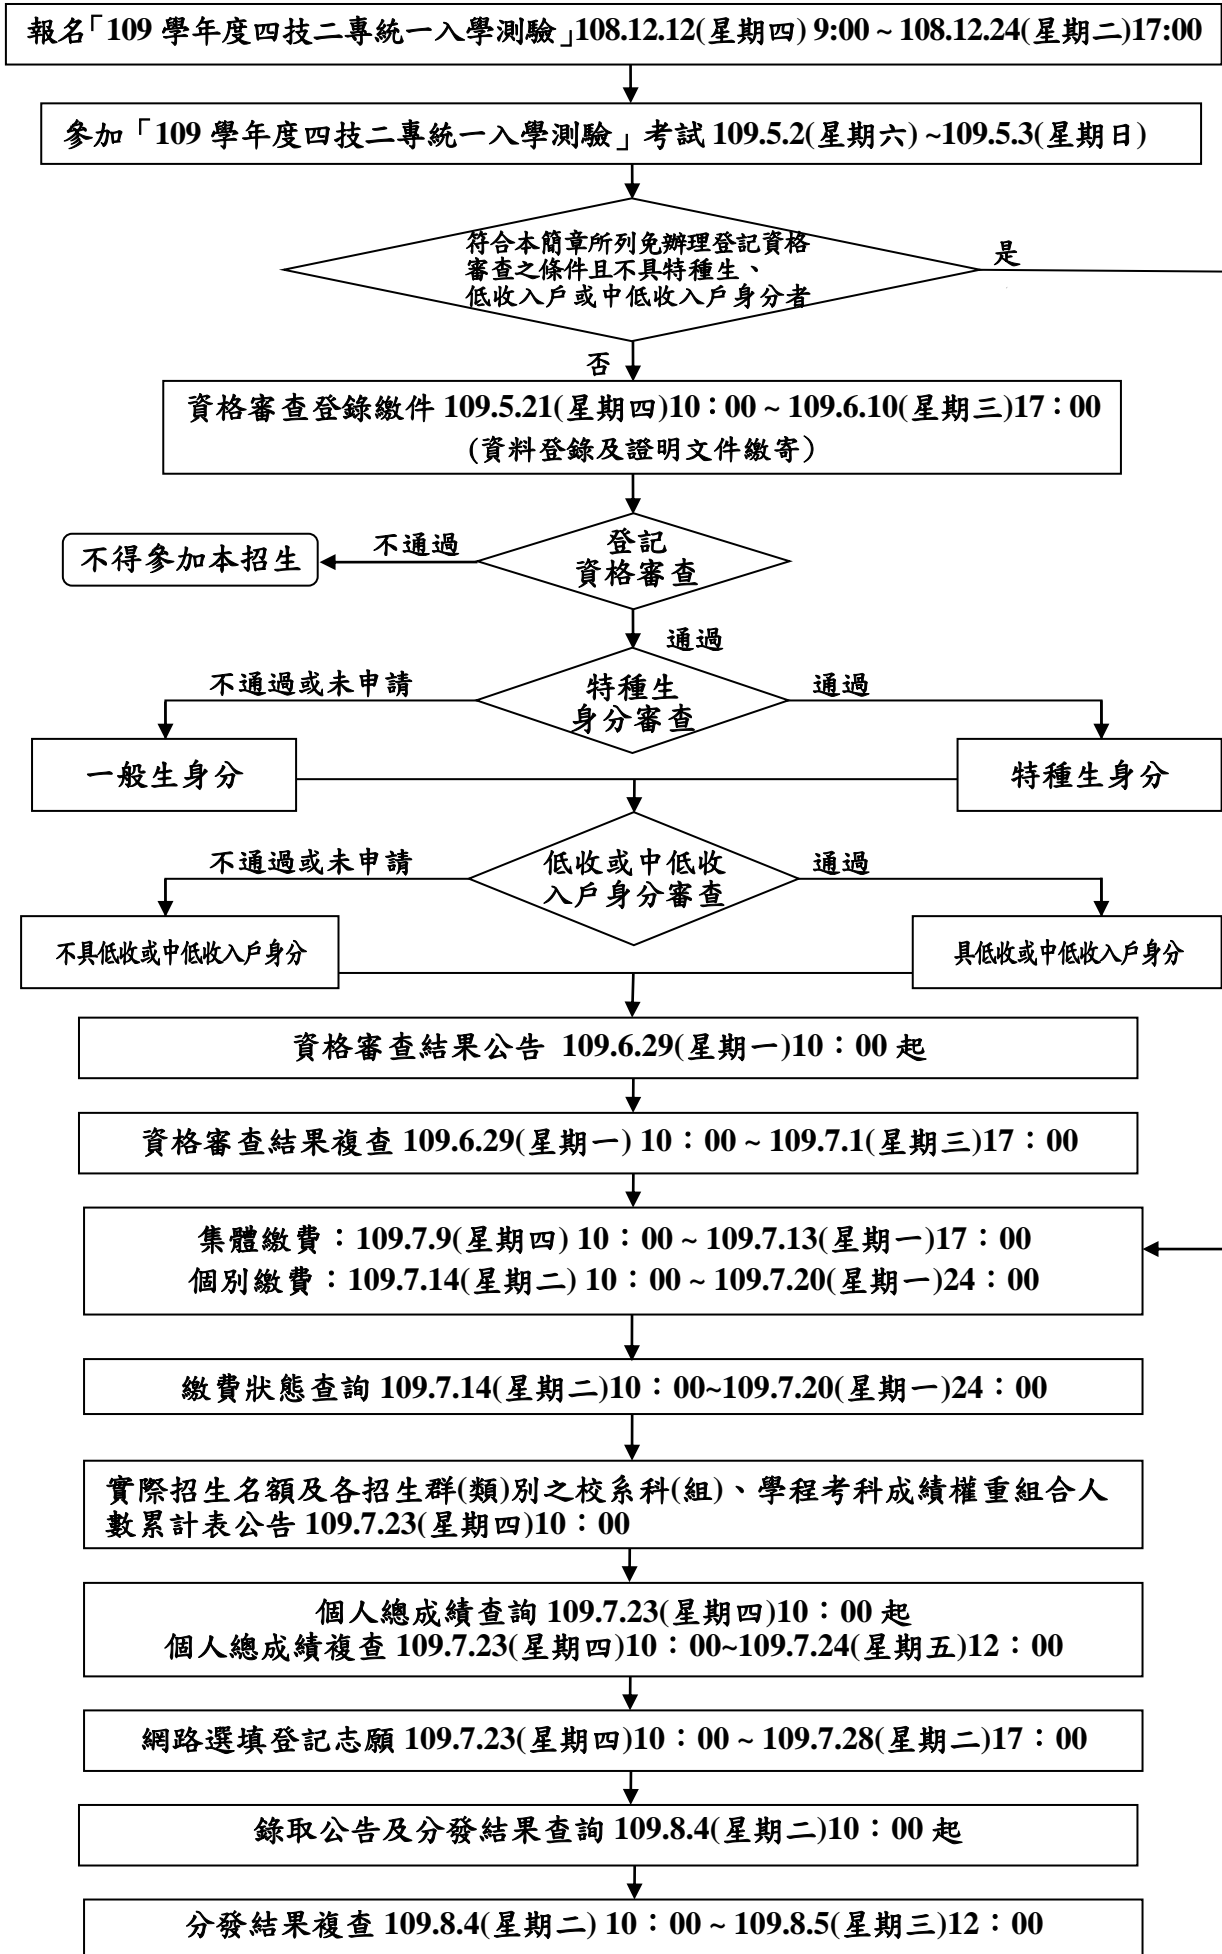 報名「109 學年度四技二專統一入學測驗」108.12.12(星期四) 9:00 ~ 108.12.24(星期二)17:00
參加「109 學年度四技二專統一入學測驗」考試 109.5.2(星期六) ~109.5.3(星期日)
符合本簡章所列免辦理登記資格
審查之條件且不具特種生、
低收入戶或中低收入戶身分者
是
否
資格審查登錄繳件 109.5.21(星期四)10：00 ~ 109.6.10(星期三)17：00
(資料登錄及證明文件繳寄)
登記
資格審查
不通過
不得參加本招生
通過
特種生
身分審查
不通過或未申請
通過
一般生身分
特種生身分
低收或中低收
入戶身分審查
不通過或未申請
通過
不具低收或中低收入戶身分
具低收或中低收入戶身分
資格審查結果公告 109.6.29(星期一)10：00 起
資格審查結果複查 109.6.29(星期一) 10：00 ~ 109.7.1(星期三)17：00
集體繳費：109.7.9(星期四) 10：00 ~ 109.7.13(星期一)17：00
個別繳費：109.7.14(星期二) 10：00 ~ 109.7.20(星期一)24：00
繳費狀態查詢 109.7.14(星期二)10：00~109.7.20(星期一)24：00
實際招生名額及各招生群(類)別之校系科(組)、學程考科成績權重組合人
數累計表公告 109.7.23(星期四)10：00
個人總成績查詢 109.7.23(星期四)10：00 起
個人總成績複查 109.7.23(星期四)10：00~109.7.24(星期五)12：00
網路選填登記志願 109.7.23(星期四)10：00 ~ 109.7.28(星期二)17：00
錄取公告及分發結果查詢 109.8.4(星期二)10：00 起
分發結果複查 109.8.4(星期二) 10：00 ~ 109.8.5(星期三)12：00